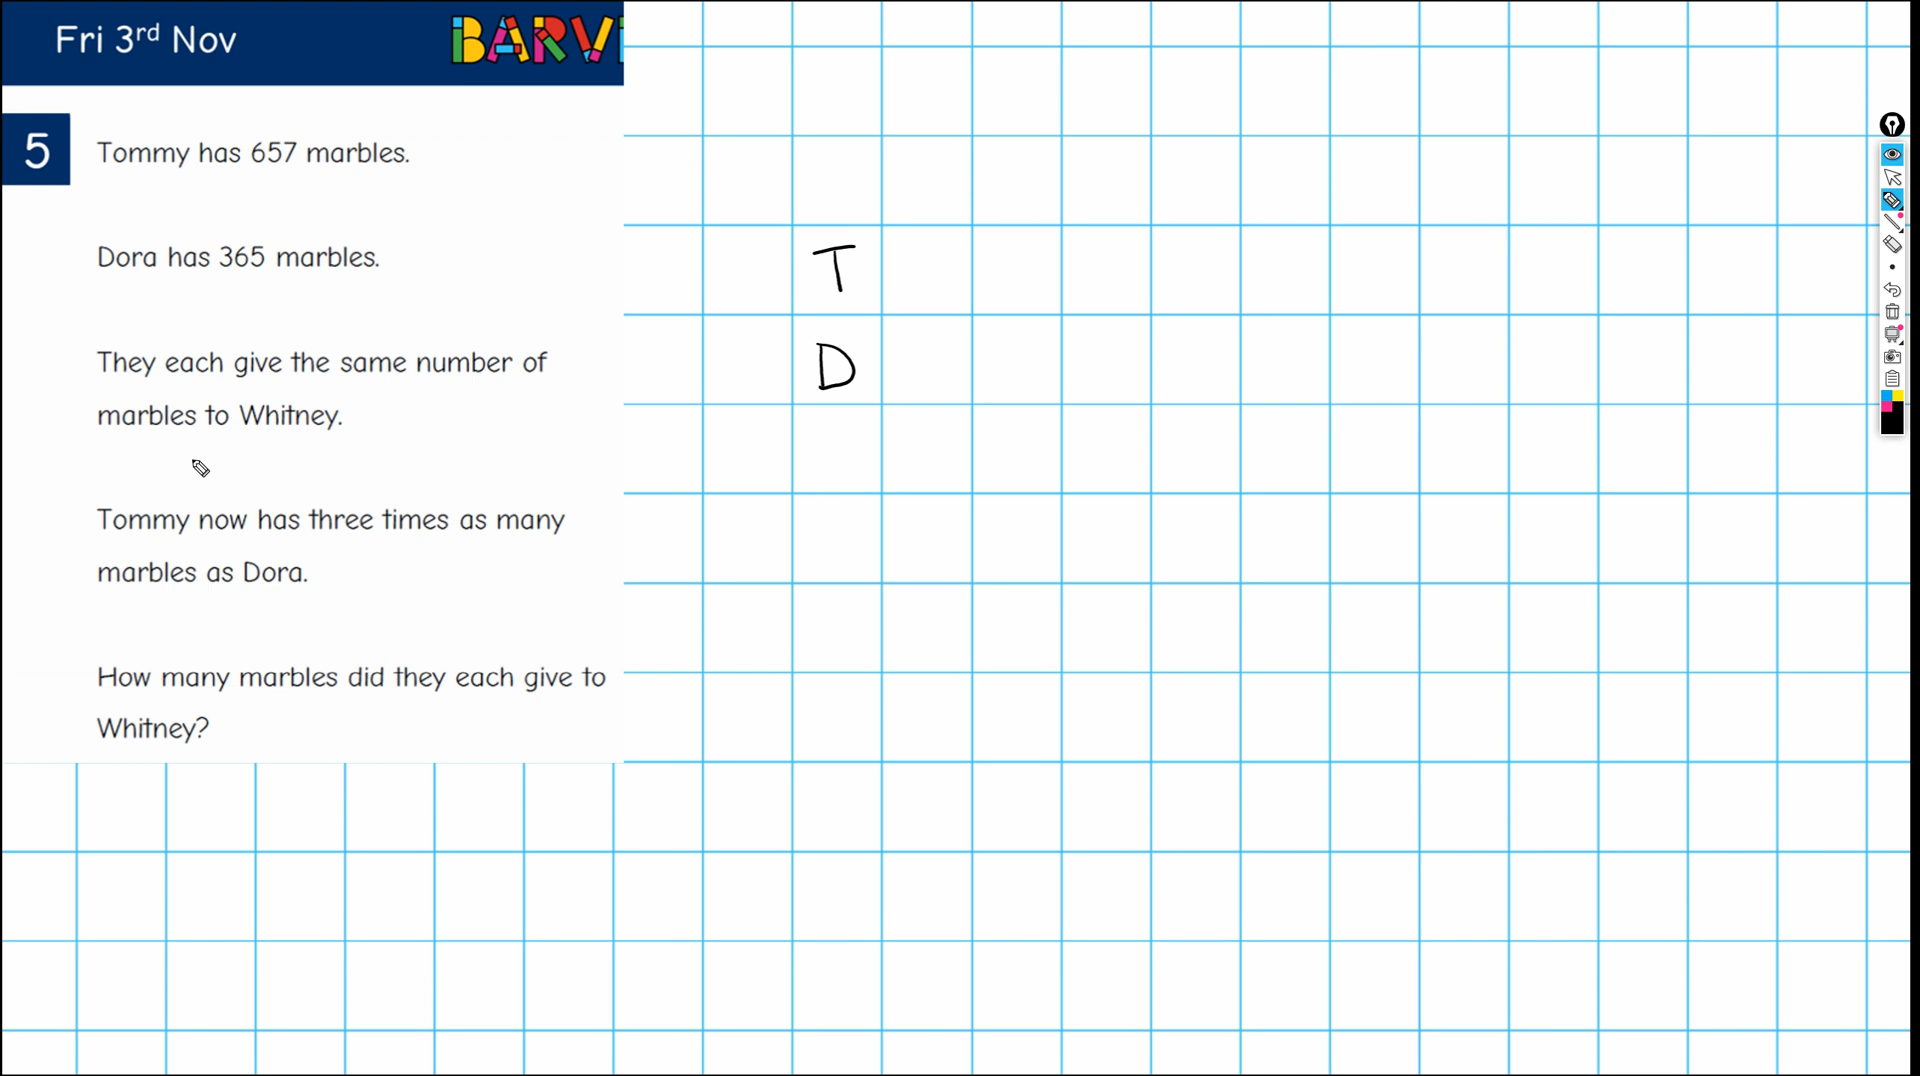 Fri 3rd Nov
BARVI
5
Tommy has 657 marbles.
Dora has 365 marbles.
They each give the same number of
marbles to Whitney.
Tommy now has three times as many
marbles as Dora.
How many marbles did they each give to
Whitney?
T
D